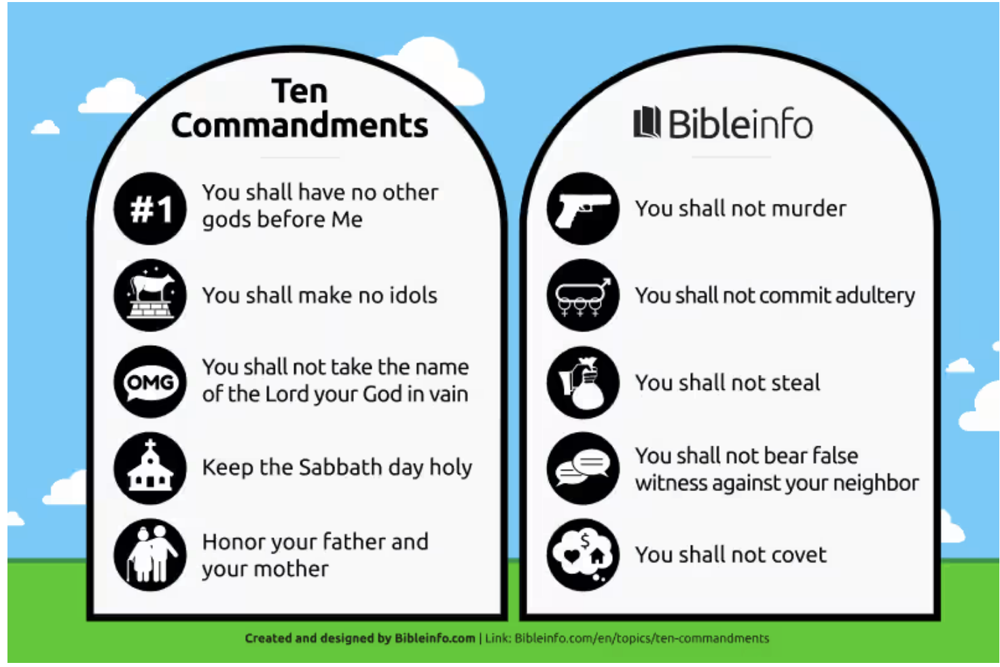 Ten
Commandments
#1
You shall have no other
gods before Me
You shall make no idols
OMG
You shall not take the name
of the Lord your God in vain
Keep the Sabbath day holy
Honor your father and
your mother
Bibleinfo
You shall not murder
You shall not commit adultery
You shall not steal
You shall not bear false
witness against your neighbor
$
You shall not covet
Created and designed by Bibleinfo.com | Link: Bibleinfo.com/en/topics/ten-commandments